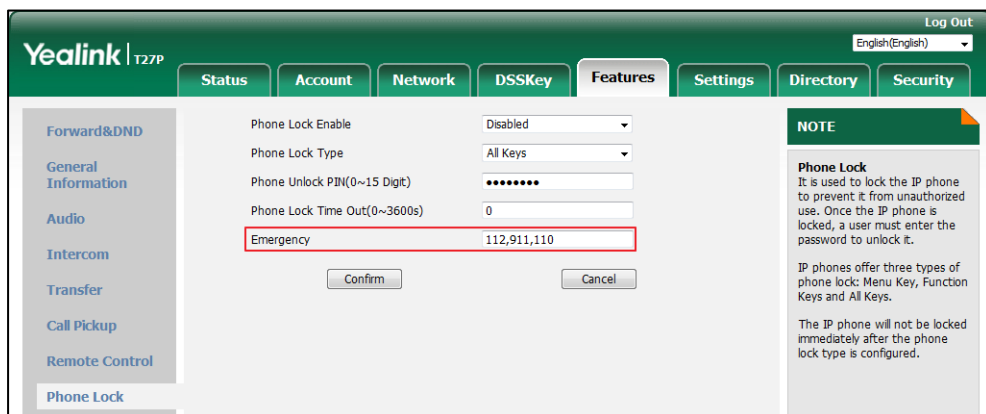 Log Out
Yealink T27P
English(English)
Status Account Network DSSKey Features Settings Directory Security
Forward&DND
General
Information
Audio
Intercom
Transfer
Call Pickup
Remote Control
Phone Lock
Phone Lock Enable Disabled
Phone Lock Type All Keys
Phone Unlock PIN(0~15 Digit) ••••••••
Phone Lock Time Out(0~3600s) 0
Emergency 112,911,110
Confirm Cancel
NOTE
Phone Lock
It is used to lock the IP phone
to prevent it from unauthorized
use. Once the IP phone is
locked, a user must enter the
password to unlock it.
IP phones offer three types of
phone lock: Menu Key, Function
Keys and All Keys.
The IP phone will not be locked
immediately after the phone
lock type is configured.